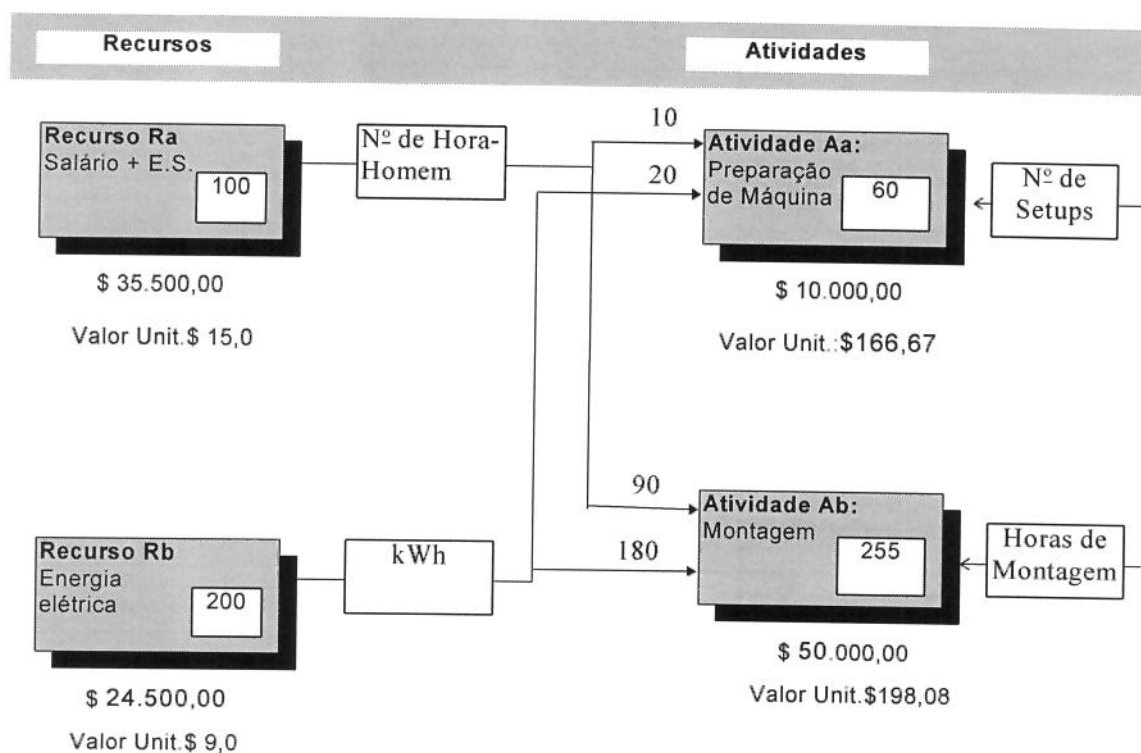 Recursos
Atividades
Recurso Ra
Salário + E.S.
100
$ 35.500,00
Valor Unit.$ 15,0
Nº de Hora-
Homem
10
20
Atividade Aa:
Preparação
de Máquina
60
$ 10.000,00
Valor Unit.:$166,67
Nº de
Setups
Recurso Rb
Energia
elétrica
200
$ 24.500,00
Valor Unit.$ 9,0
kWh
90
180
Atividade Ab:
Montagem
255
$ 50.000,00
Valor Unit.$198,08
Horas de
Montagem